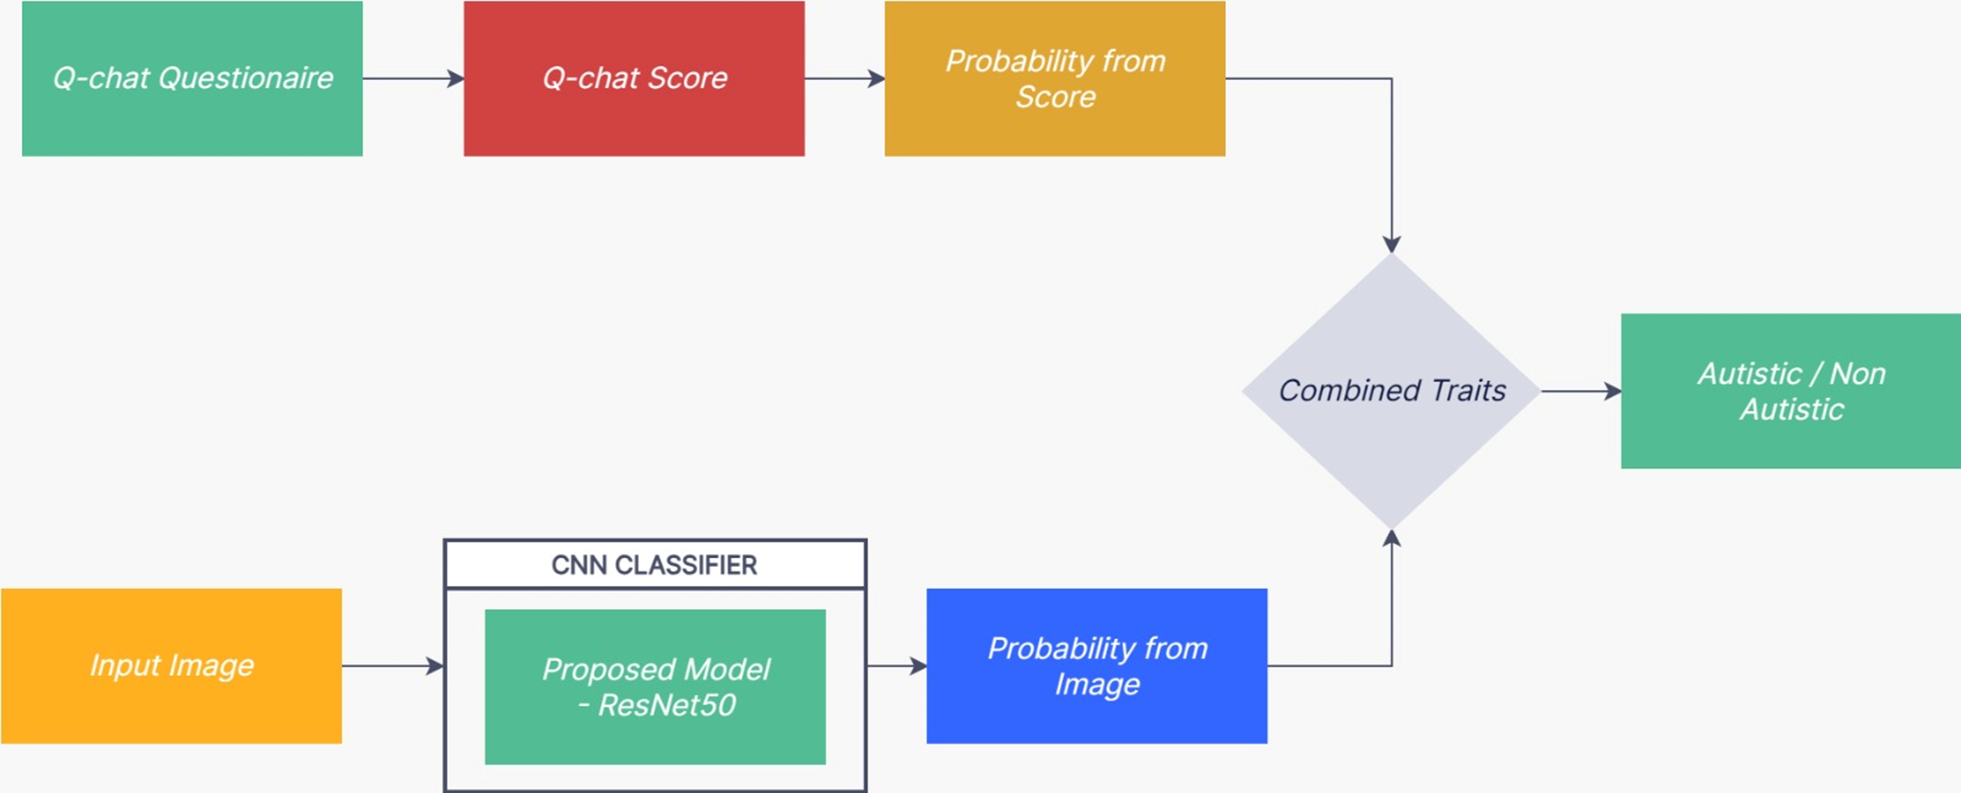 Q-chat Questionaire
Q-chat Score
Probability from
Score
Combined Traits
Autistic / Non
Autistic
CNN CLASSIFIER
Input Image
Proposed Model
- ResNet50
Probability from
Image